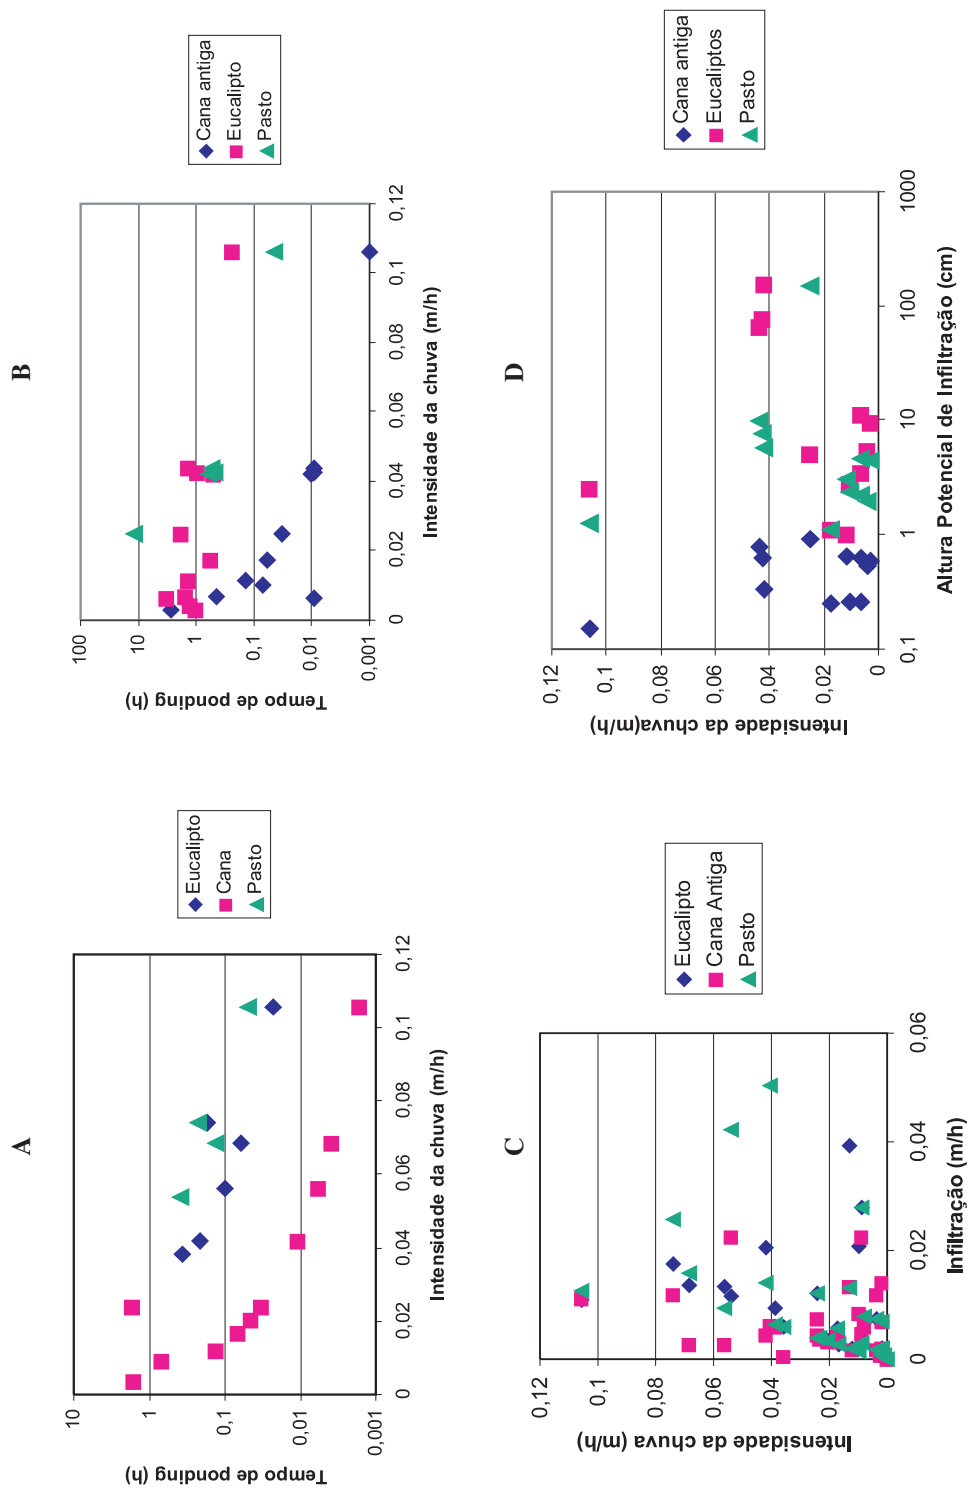 A
Tempo de ponding (h)
10
1
0,1
0,01
0,001
0
0,02
0,04
0,06
0,08
0,1
0,12
Intensidade da chuva (m/h)
Eucalipto
Cana
Pasto
B
Tempo de ponding (h)
100
10
1
0,1
0,01
0,001
0
0,02
0,04
0,06
0,08
0,1
0,12
Intensidade da chuva (m/h)
Cana antiga
Eucalipto
Pasto
C
Intensidade da chuva (m/h)
0,12
0,1
0,08
0,06
0,04
0,02
0
0
0,02
0,04
0,06
Infiltração (m/h)
Eucalipto
Cana Antiga
Pasto
D
Intensidade da chuva(m/h)
0,12
0,1
0,08
0,06
0,04
0,02
0
0,1
1
10
100
1000
Altura Potencial de Infiltração (cm)
Cana antiga
Eucaliptos
Pasto